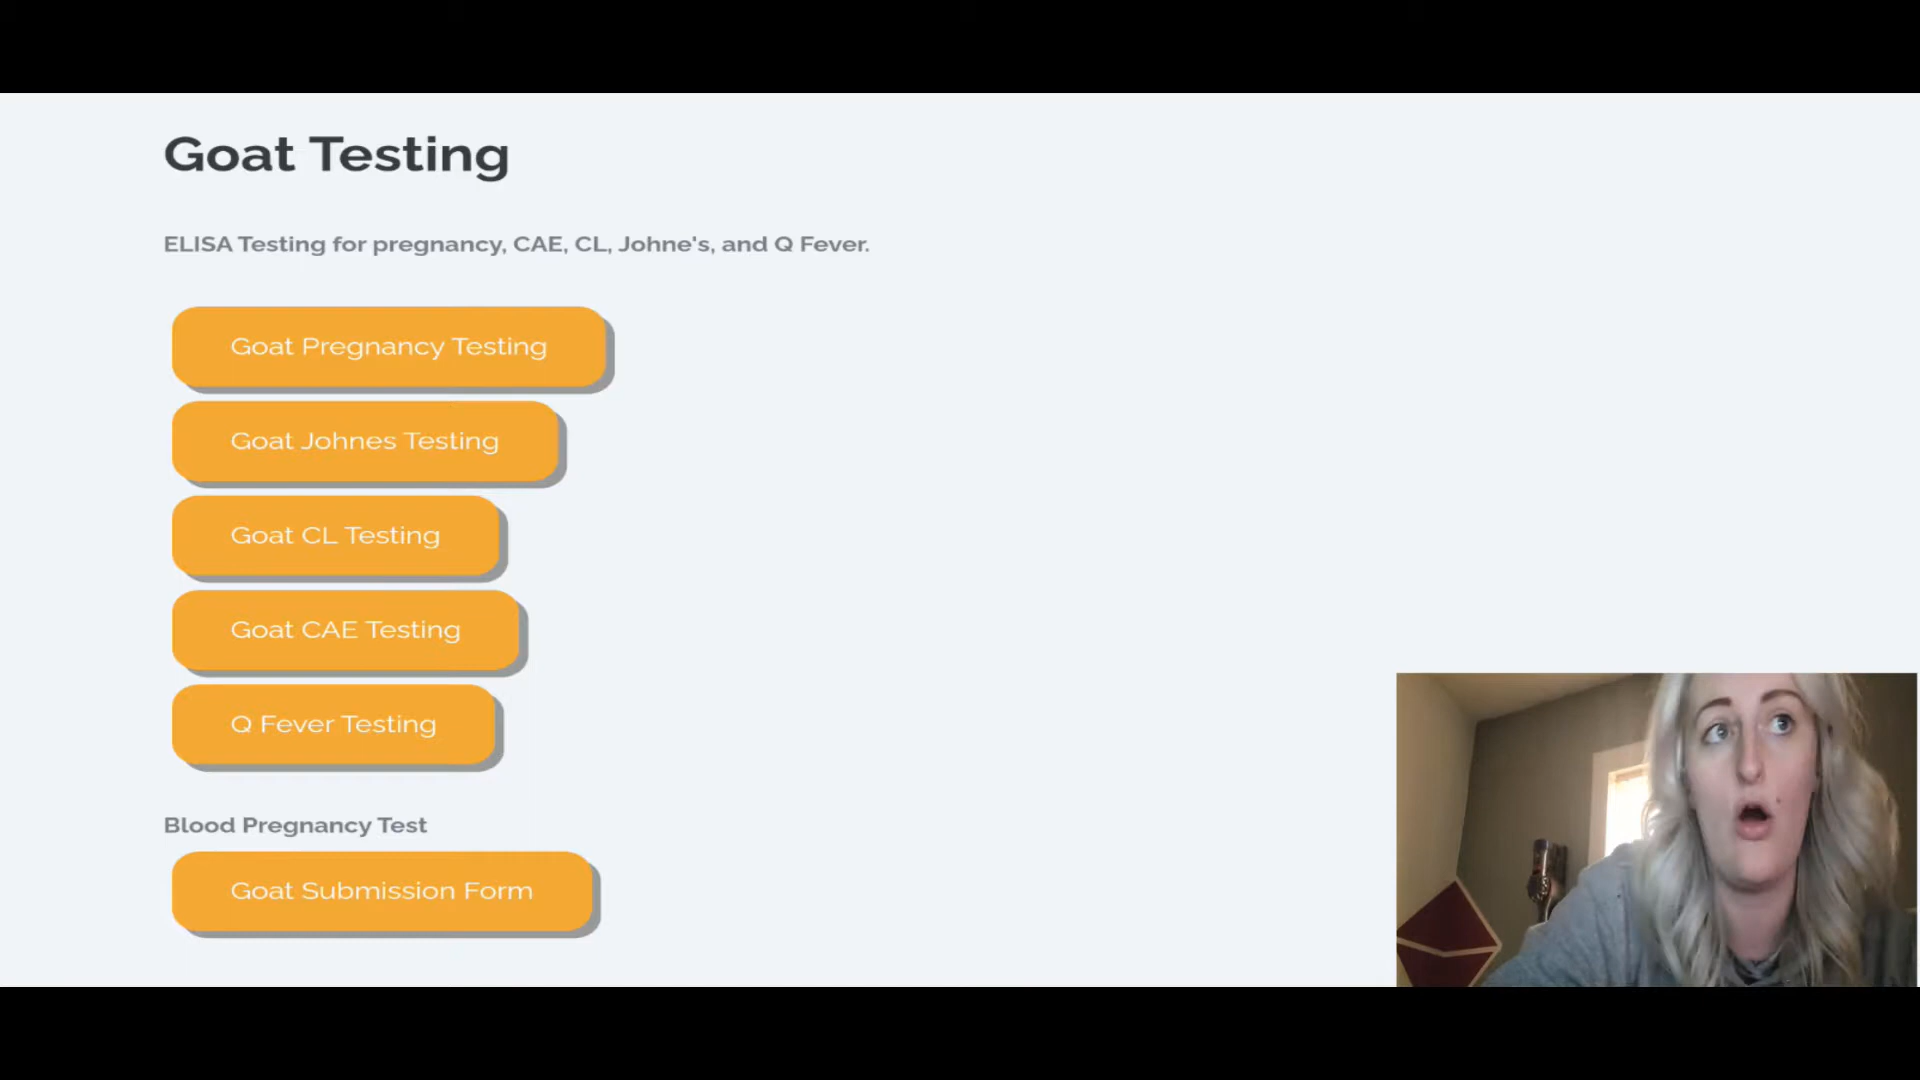 Goat Testing
ELISA Testing for pregnancy, CAE, CL, Johne's, and Q Fever.
Goat Pregnancy Testing
Goat Johnes Testing
Goat CL Testing
Goat CAE Testing
Q Fever Testing
Blood Pregnancy Test
Goat Submission Form